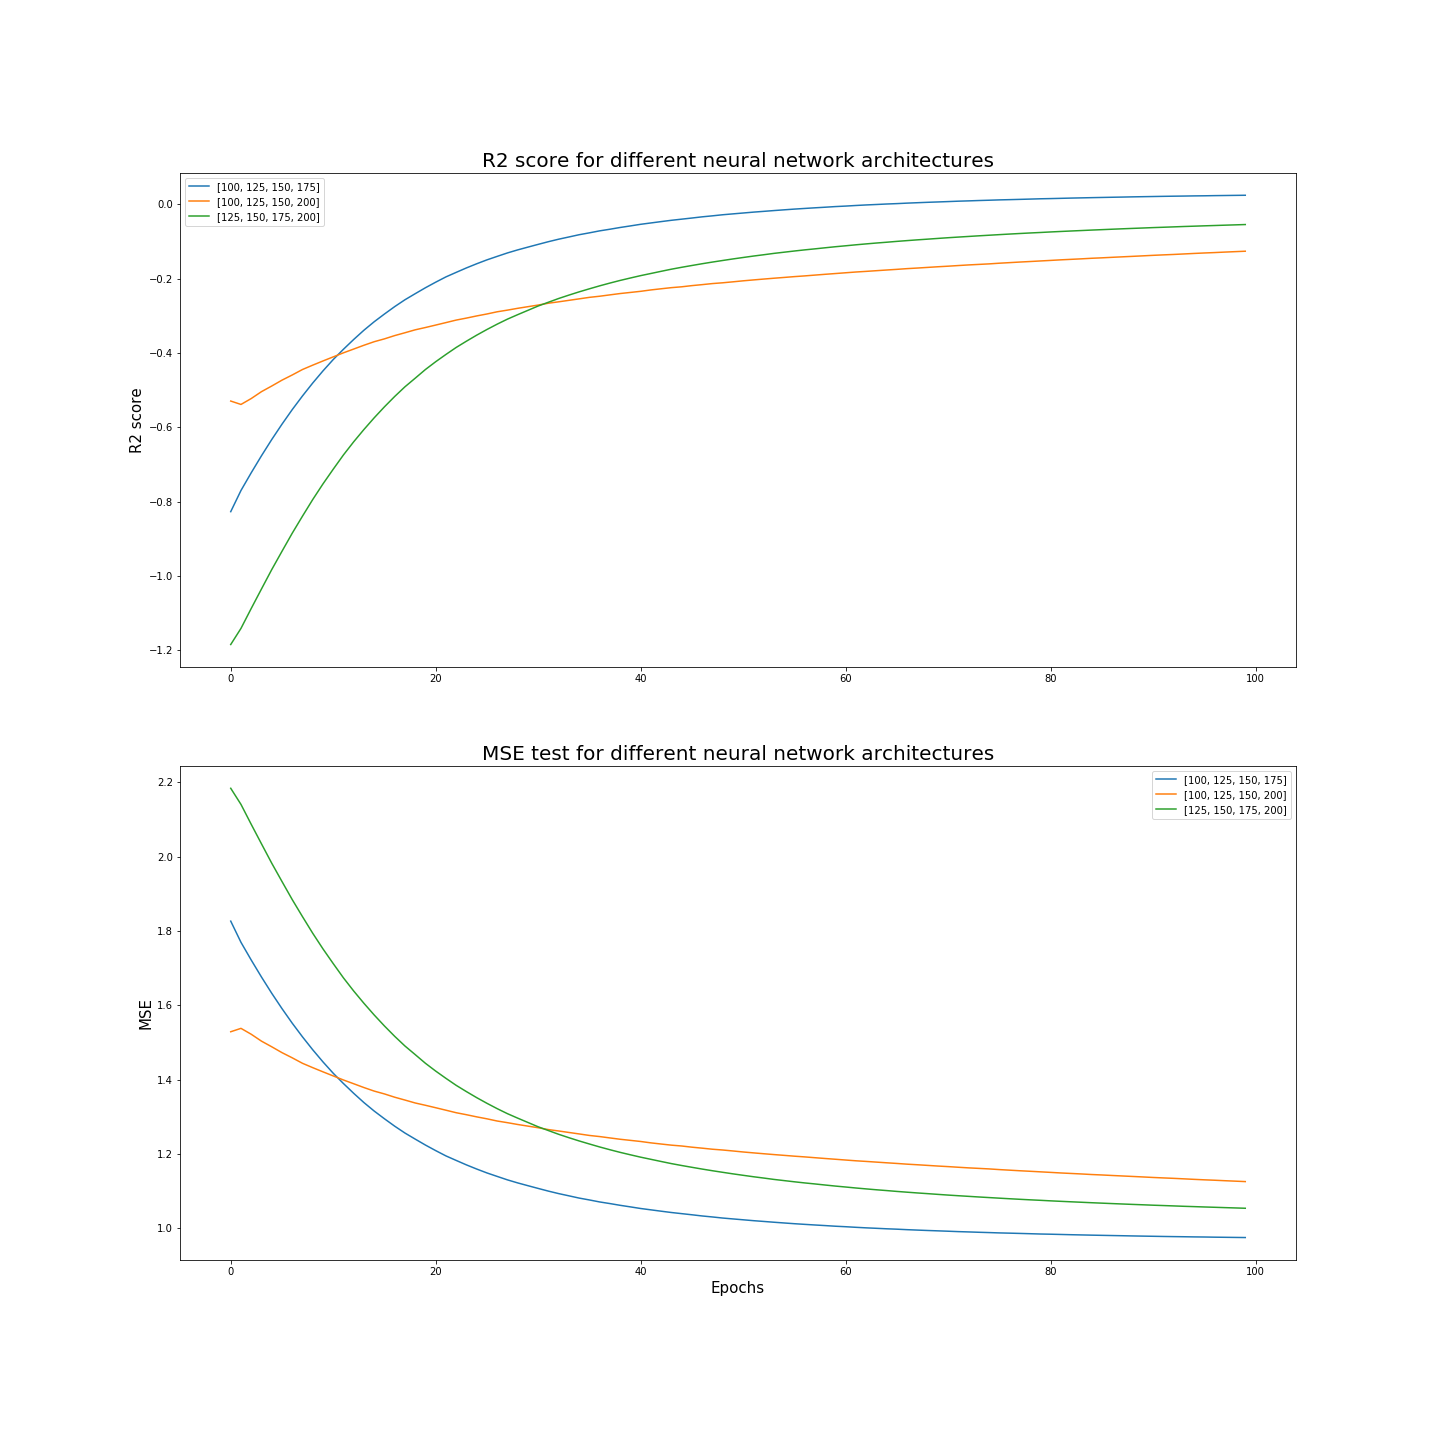 R2 score for different neural network architectures
[100, 125, 150, 175]
[100, 125, 150, 200]
[125, 150, 175, 200]
R2 score
0.0
−0.2
−0.4
−0.6
−0.8
−1.0
−1.2
0 20 40 60 80 100
MSE test for different neural network architectures
[100, 125, 150, 175]
[100, 125, 150, 200]
[125, 150, 175, 200]
MSE
2.2
2.0
1.8
1.6
1.4
1.2
1.0
0 20 40 60 80 100
Epochs